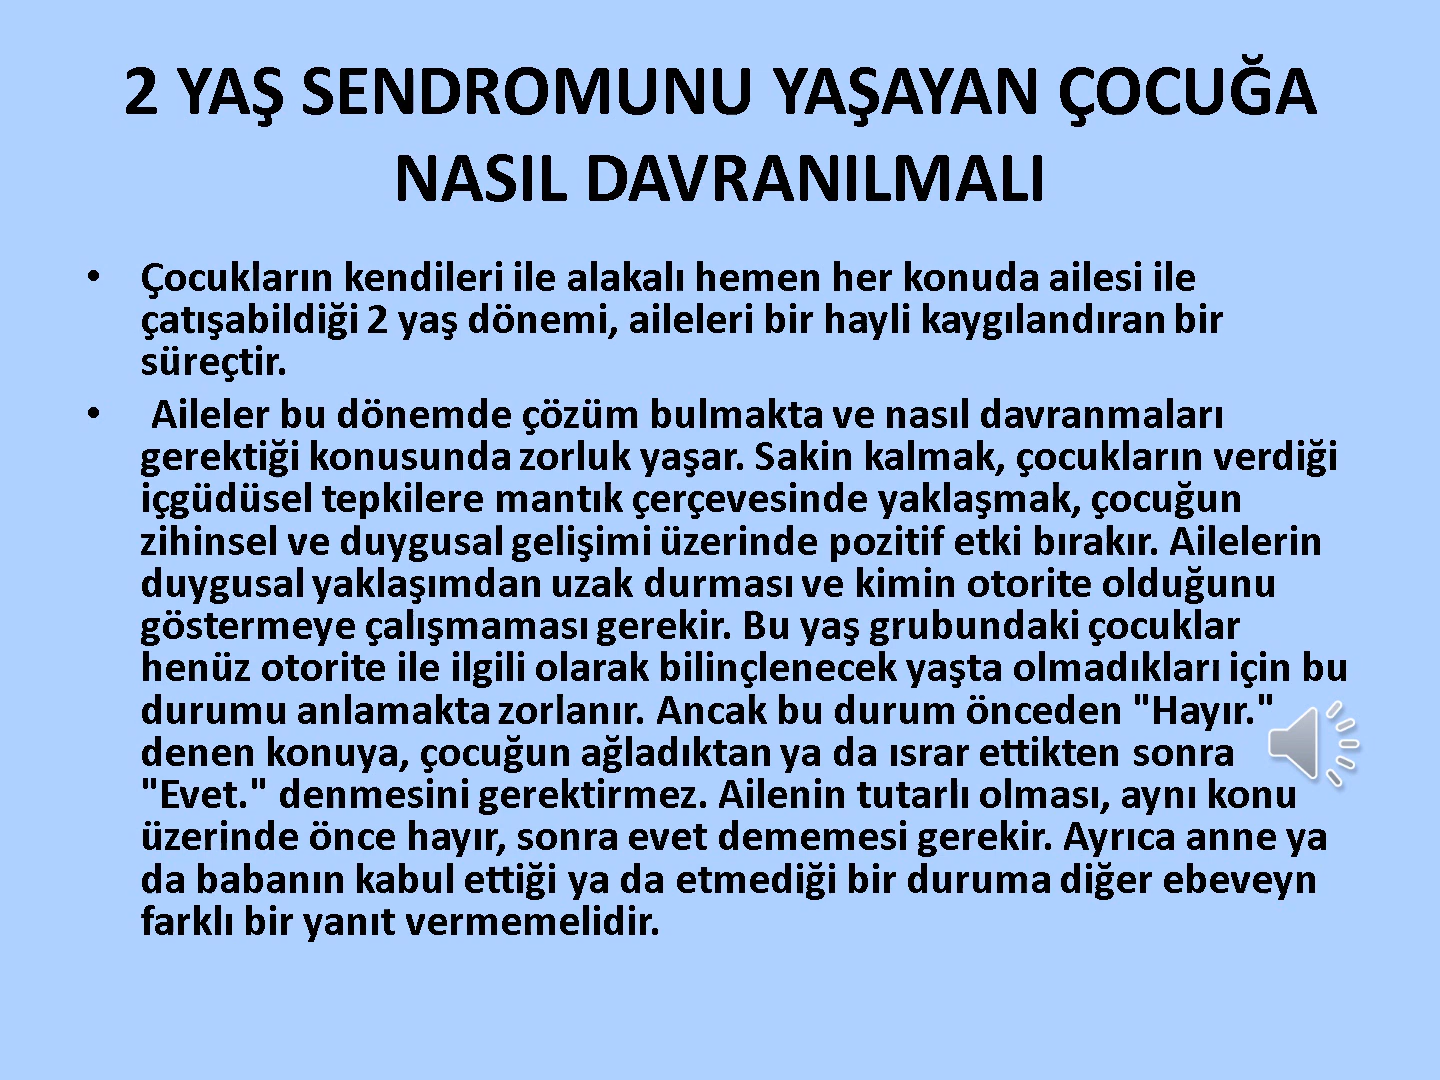 2 YAŞ SENDROMUNU YAŞAYAN ÇOCUĞA
NASIL DAVRANILMALI
• Çocukların kendileri ile alakalı hemen her konuda ailesi ile
çatışabildiği 2 yaş dönemi, aileleri bir hayli kaygılandıran bir
süreçtir.
• Aileler bu dönemde çözüm bulmakta ve nasıl davranmaları
gerektiği konusunda zorluk yaşar. Sakin kalmak, çocukların verdiği
içgüdüsel tepkilere mantık çerçevesinde yaklaşmak, çocuğun
zihinsel ve duygusal gelişimi üzerinde pozitif etki bırakır. Ailelerin
duygusal yaklaşımdan uzak durması ve kimin otorite olduğunu
göstermeye çalışmaması gerekir. Bu yaş grubundaki çocuklar
henüz otorite ile ilgili olarak bilinçlenecek yaşta olmadıkları için bu
durumu anlamakta zorlanır. Ancak bu durum önceden "Hayır."
denen konuya, çocuğun ağladıktan ya da ısrar ettikten sonra
"Evet." denmesini gerektirmez. Ailenin tutarlı olması, aynı konu
üzerinde önce hayır, sonra evet dememesi gerekir. Ayrıca anne ya
da babanın kabul ettiği ya da etmediği bir duruma diğer ebeveyn
farklı bir yanıt vermemelidir.